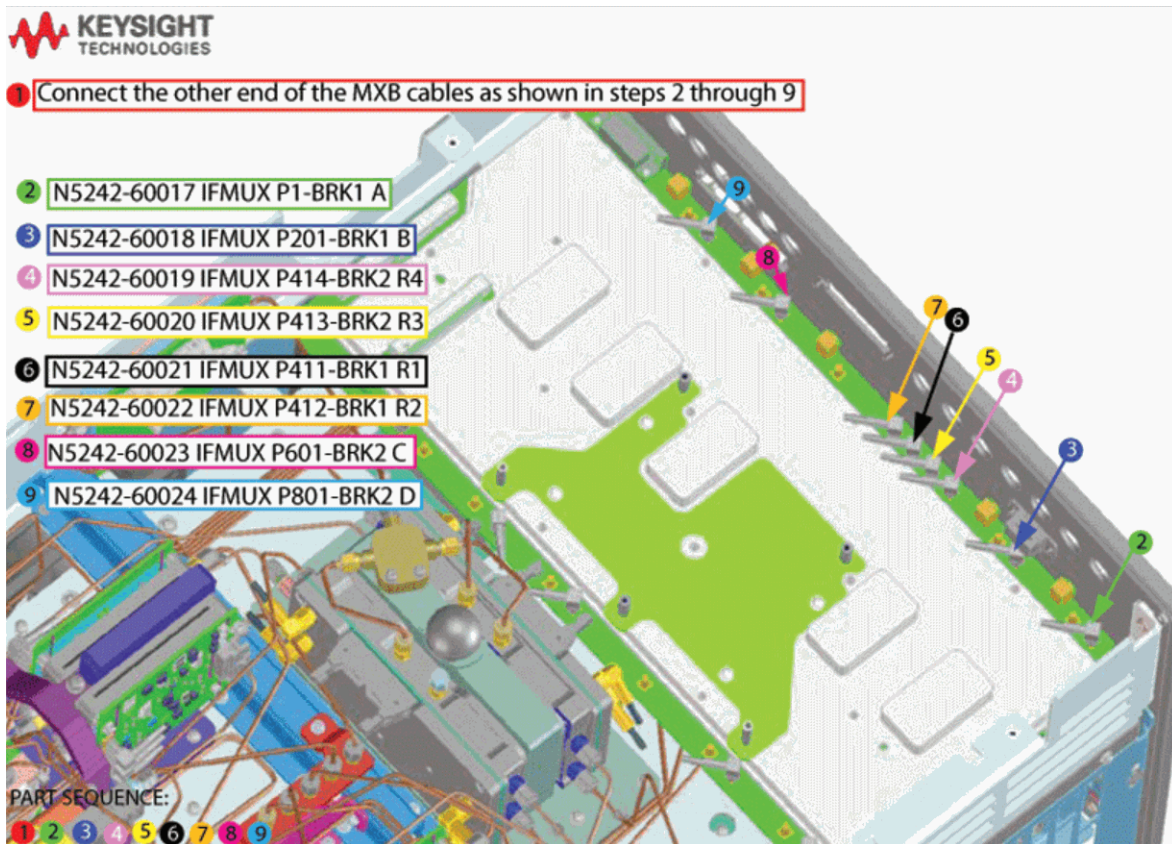 KEYSIGHT
TECHNOLOGIES
1 Connect the other end of the MXB cables as shown in steps 2 through 9
2 N5242-60017 IFMUX P1-BRK1 A
3 N5242-60018 IFMUX P201-BRK1 B
4 N5242-60019 IFMUX P414-BRK2 R4
5 N5242-60020 IFMUX P413-BRK2 R3
6 N5242-60021 IFMUX P411-BRK1 R1
7 N5242-60022 IFMUX P412-BRK1 R2
8 N5242-60023 IFMUX P601-BRK2 C
9 N5242-60024 IFMUX P801-BRK2 D
9
8
7
6
5
4
3
2
PART SEQUENCE:
1 2 3 4 5 6 7 8 9